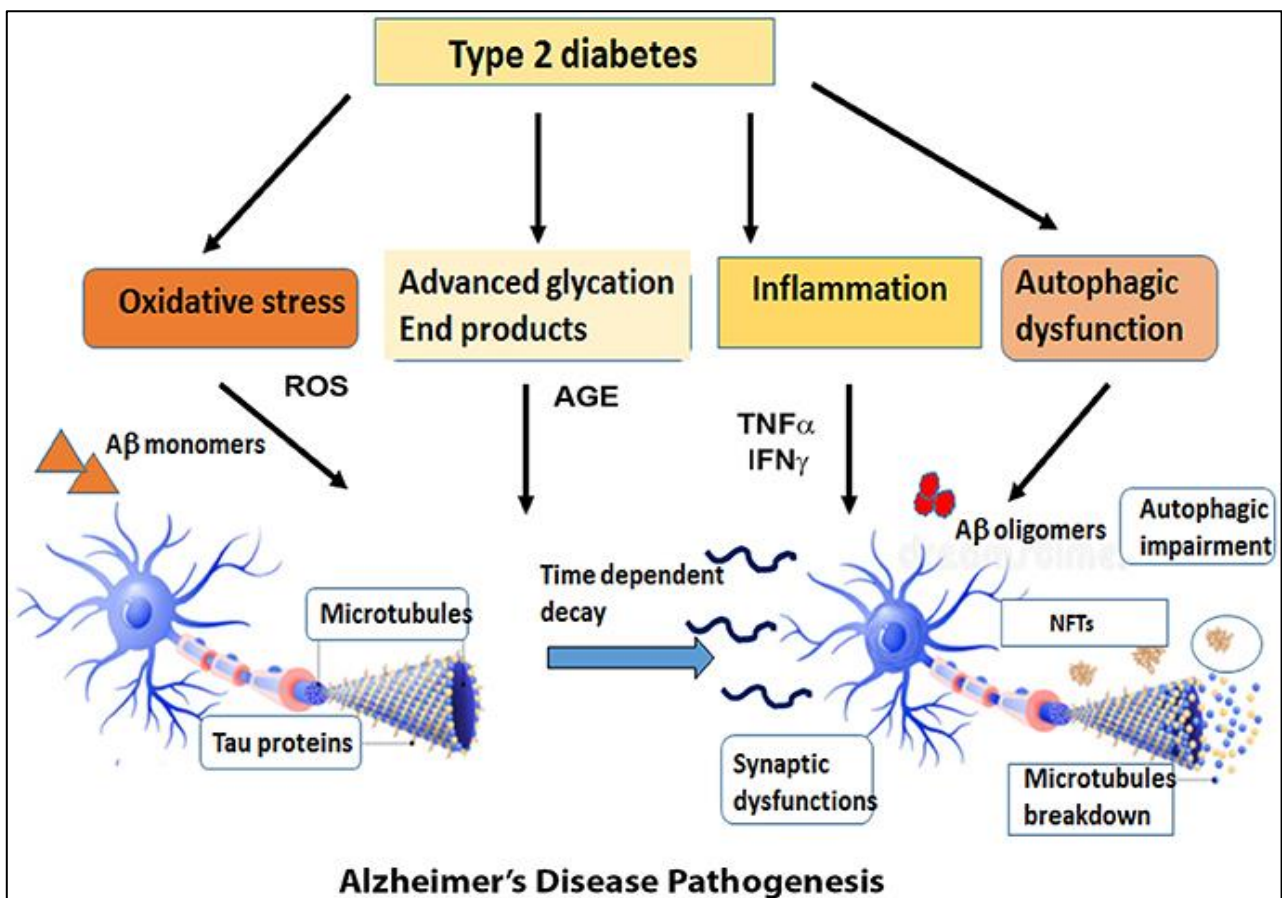 Type 2 diabetes
Oxidative stress
Advanced glycation
End products
Inflammation
Autophagic
dysfunction
ROS
AGE
TNFα
IFNγ
Aβ monomers
Aβ oligomers
Autophagic
impairment
Time dependent
decay
Microtubules
NFTs
Tau proteins
Synaptic
dysfunctions
Microtubules
breakdown
Alzheimer's Disease Pathogenesis